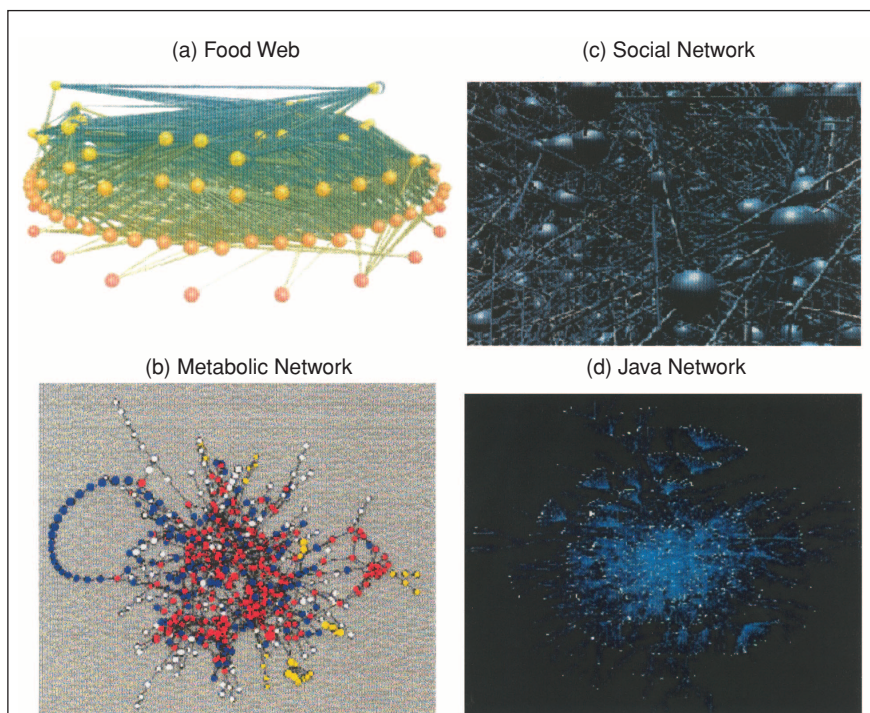 (a) Food Web
(c) Social Network
(b) Metabolic Network
(d) Java Network